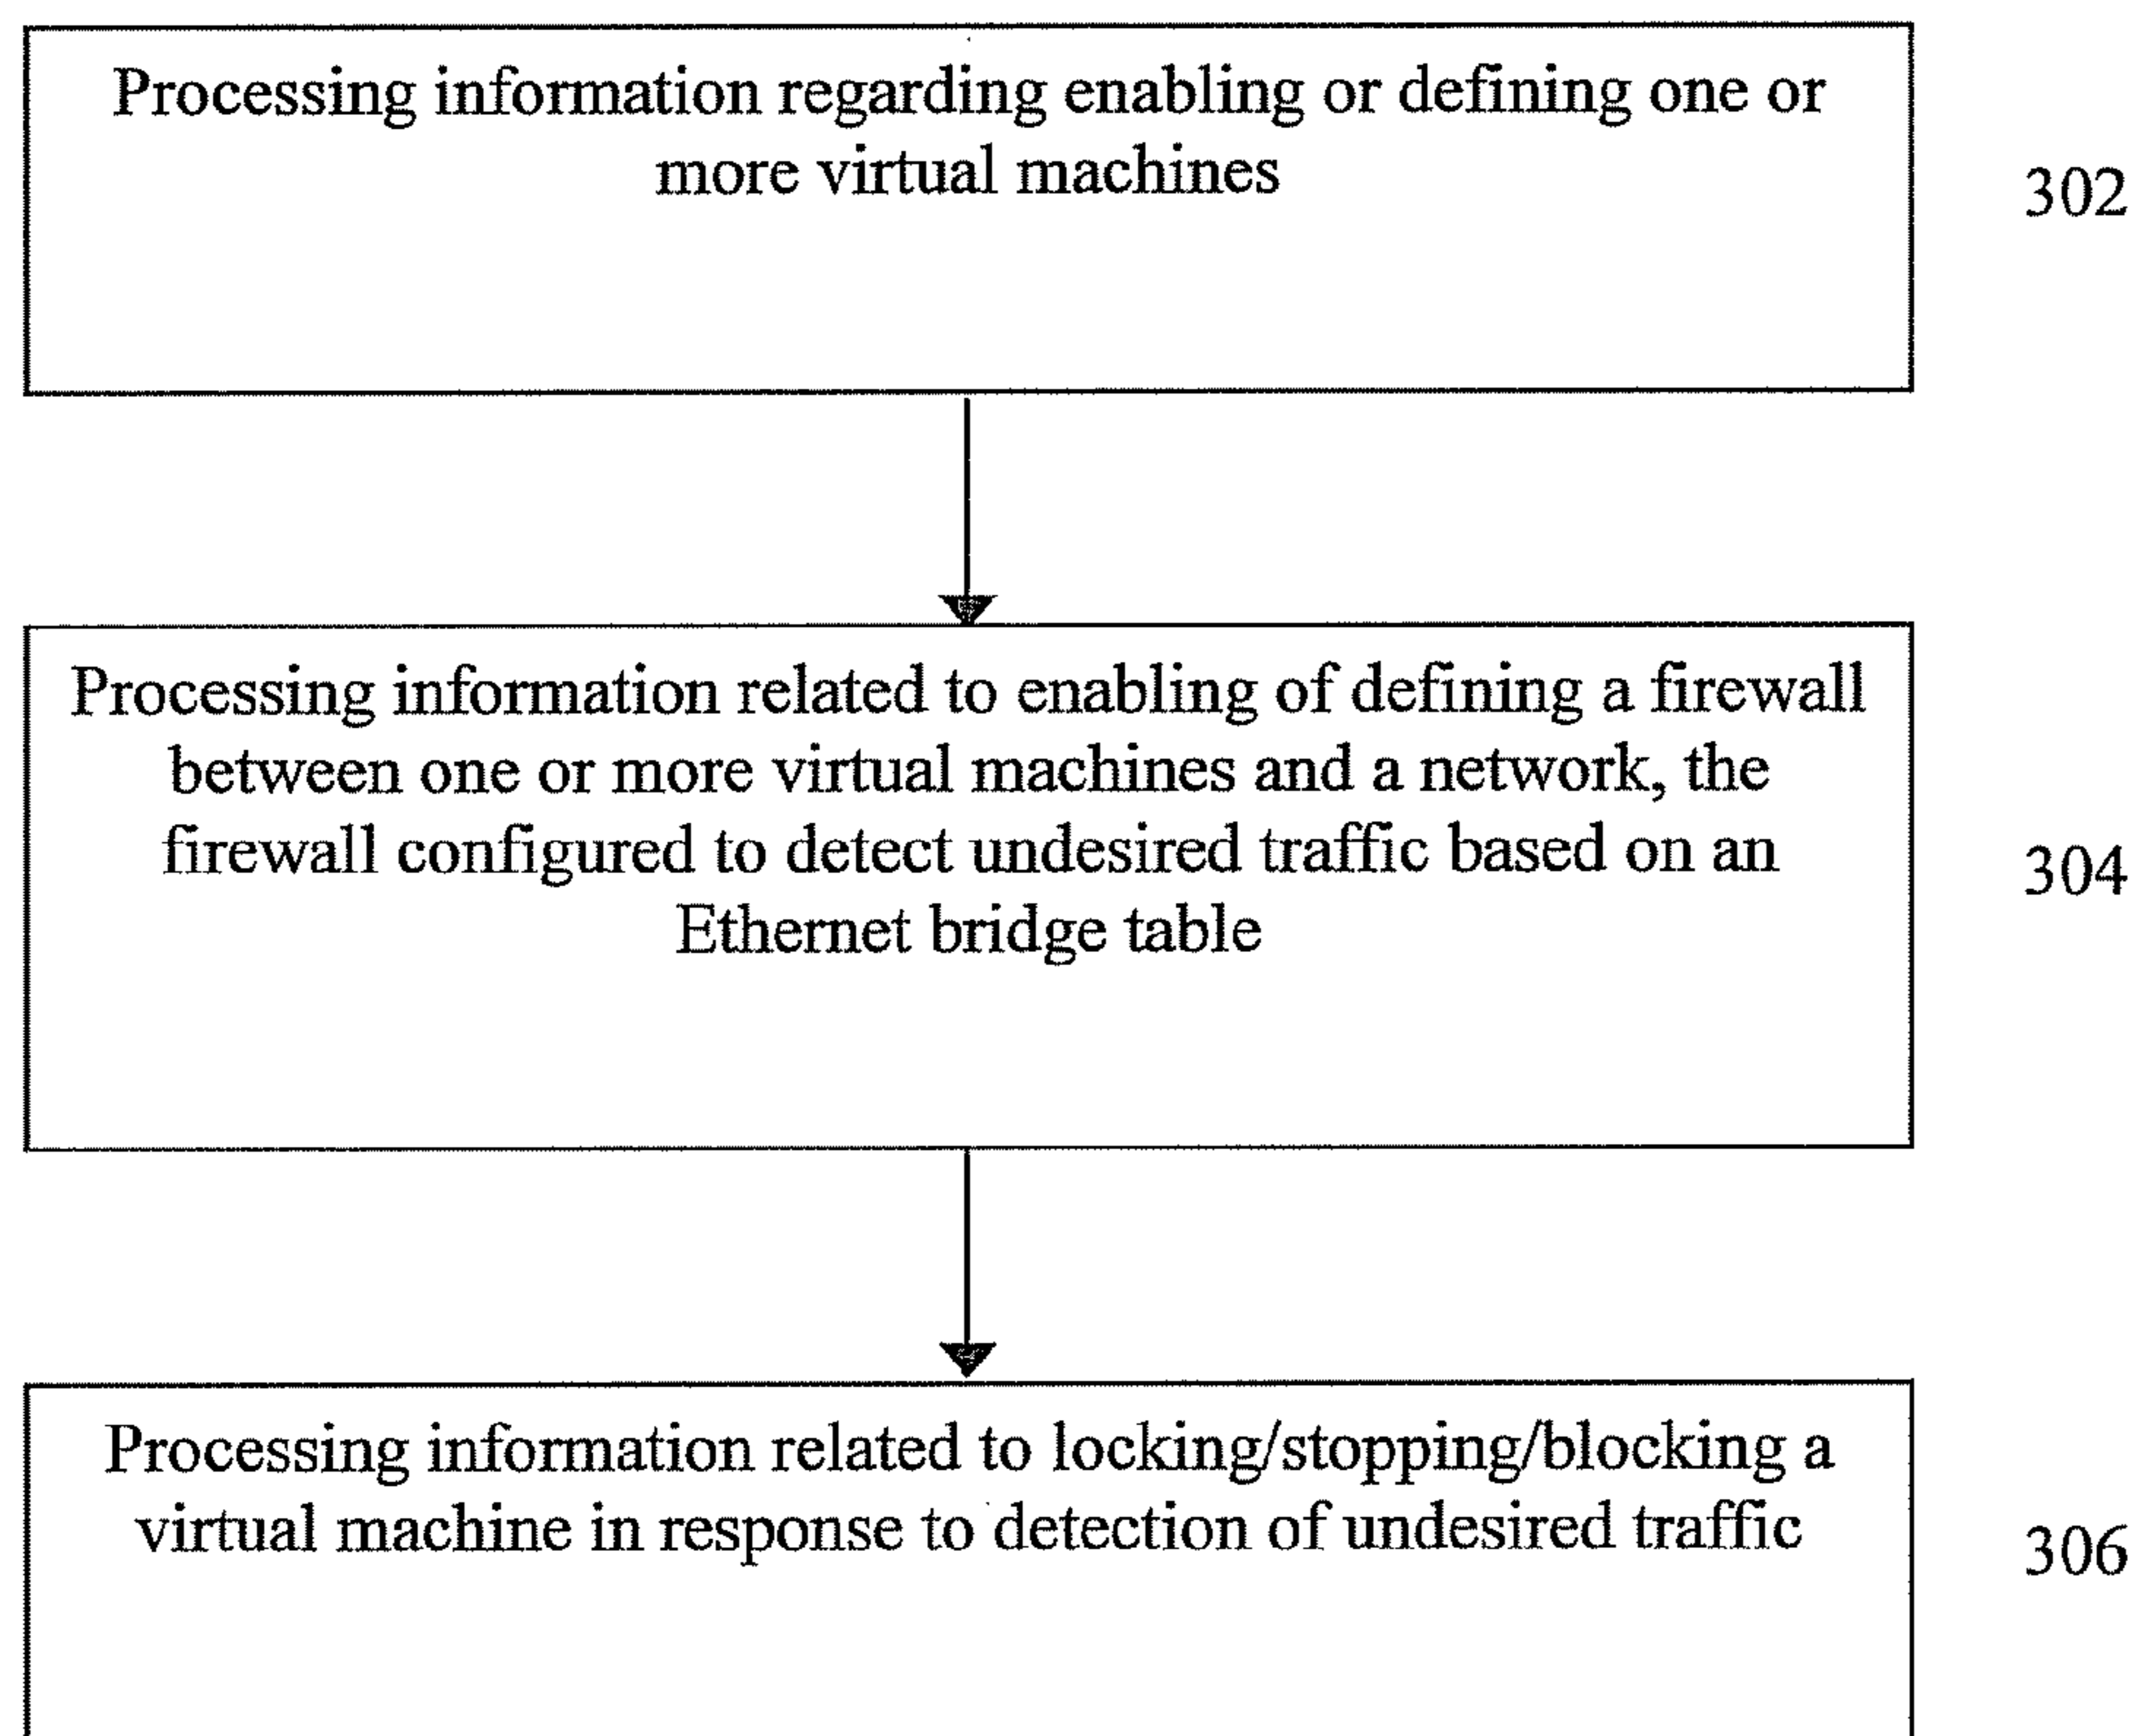 Processing information regarding enabling or defining one or
more virtual machines
302
Processing information related to enabling of defining a firewall
between one or more virtual machines and a network, the
firewall configured to detect undesired traffic based on an
Ethernet bridge table
304
Processing information related to locking/stopping/blocking a
virtual machine in response to detection of undesired traffic
306